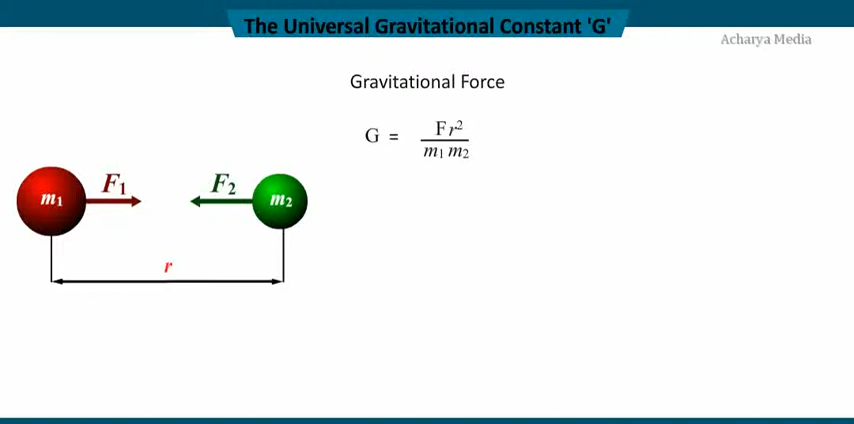 The Universal Gravitational Constant 'G'
Acharya Media
Gravitational Force
G = F r² / m₁ m₂
F₁ F₂
m₁ m₂
r